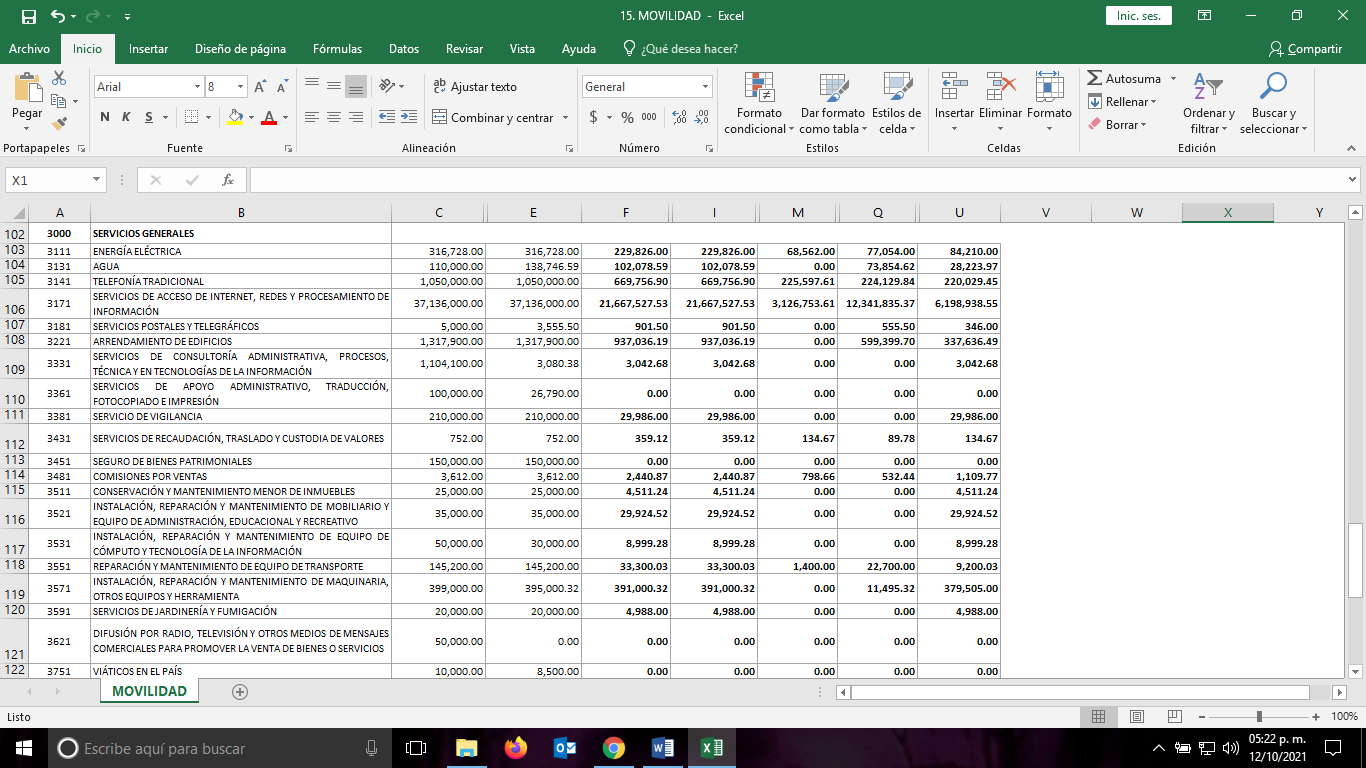 15. MOVILIDAD - Excel
Inic. ses.
Archivo Inicio Insertar Diseño de página Fórmulas Datos Revisar Vista Ayuda ¿Qué desea hacer? Compartir
Pegar
Portapapeles
Arial 8
N K S
Fuente
Ajustar texto
Combinar y centrar
Alineación
General
$ % 000
Número
Formato condicional
Dar formato como tabla
Estilos de celda
Estilos
Insertar Eliminar Formato
Celdas
Autosuma
Rellenar
Borrar
Ordenar y filtrar
Buscar y seleccionar
Edición
X1 fx
A B C E F I M Q U V W X Y
102 3000 SERVICIOS GENERALES
103 3111 ENERGÍA ELÉCTRICA 316,728.00 316,728.00 229,826.00 229,826.00 68,562.00 77,054.00 84,210.00
104 3131 AGUA 110,000.00 138,746.59 102,078.59 102,078.59 0.00 73,854.62 28,223.97
105 3141 TELEFONÍA TRADICIONAL 1,050,000.00 1,050,000.00 669,756.90 669,756.90 225,597.61 224,129.84 220,029.45
106 3171 SERVICIOS DE ACCESO DE INTERNET, REDES Y PROCESAMIENTO DE INFORMACIÓN 37,136,000.00 37,136,000.00 21,667,527.53 21,667,527.53 3,126,753.61 12,341,835.37 6,198,938.55
107 3181 SERVICIOS POSTALES Y TELEGRÁFICOS 5,000.00 3,555.50 901.50 901.50 0.00 555.50 346.00
108 3221 ARRENDAMIENTO DE EDIFICIOS 1,317,900.00 1,317,900.00 937,036.19 937,036.19 0.00 599,399.70 337,636.49
109 3331 SERVICIOS DE CONSULTORÍA ADMINISTRATIVA, PROCESOS, TÉCNICA Y EN TECNOLOGÍAS DE LA INFORMACIÓN 1,104,100.00 3,080.38 3,042.68 3,042.68 0.00 0.00 3,042.68
110 3361 SERVICIOS DE APOYO ADMINISTRATIVO, TRADUCCIÓN, FOTOCOPIADO E IMPRESIÓN 100,000.00 26,790.00 0.00 0.00 0.00 0.00 0.00
111 3381 SERVICIO DE VIGILANCIA 210,000.00 210,000.00 29,986.00 29,986.00 0.00 0.00 29,986.00
112 3431 SERVICIOS DE RECAUDACIÓN, TRASLADO Y CUSTODIA DE VALORES 752.00 752.00 359.12 359.12 134.67 89.78 134.67
113 3451 SEGURO DE BIENES PATRIMONIALES 150,000.00 150,000.00 0.00 0.00 0.00 0.00 0.00
114 3481 COMISIONES POR VENTAS 3,612.00 3,612.00 2,440.87 2,440.87 798.66 532.44 1,109.77
115 3511 CONSERVACIÓN Y MANTENIMIENTO MENOR DE INMUEBLES 25,000.00 25,000.00 4,511.24 4,511.24 0.00 0.00 4,511.24
116 3521 INSTALACIÓN, REPARACIÓN Y MANTENIMIENTO DE MOBILIARIO Y EQUIPO DE ADMINISTRACIÓN, EDUCACIONAL Y RECREATIVO 35,000.00 35,000.00 29,924.52 29,924.52 0.00 0.00 29,924.52
117 3531 INSTALACIÓN, REPARACIÓN Y MANTENIMIENTO DE EQUIPO DE CÓMPUTO Y TECNOLOGÍA DE LA INFORMACIÓN 50,000.00 30,000.00 8,999.28 8,999.28 0.00 0.00 8,999.28
118 3551 REPARACIÓN Y MANTENIMIENTO DE EQUIPO DE TRANSPORTE 145,200.00 145,200.00 33,300.03 33,300.03 1,400.00 22,700.00 9,200.03
119 3571 INSTALACIÓN, REPARACIÓN Y MANTENIMIENTO DE MAQUINARIA, OTROS EQUIPOS Y HERRAMIENTA 399,000.00 395,000.32 391,000.32 391,000.32 0.00 11,495.32 379,505.00
120 3591 SERVICIOS DE JARDINERÍA Y FUMIGACIÓN 20,000.00 20,000.00 4,988.00 4,988.00 0.00 0.00 4,988.00
121 3621 DIFUSIÓN POR RADIO, TELEVISIÓN Y OTROS MEDIOS DE MENSAJES COMERCIALES PARA PROMOVER LA VENTA DE BIENES O SERVICIOS 50,000.00 0.00 0.00 0.00 0.00 0.00 0.00
122 3751 VIÁTICOS EN EL PAÍS 10,000.00 8,500.00 0.00 0.00 0.00 0.00 0.00
MOVILIDAD
Listo 100%
Escribe aquí para buscar
05:22 p. m.
12/10/2021